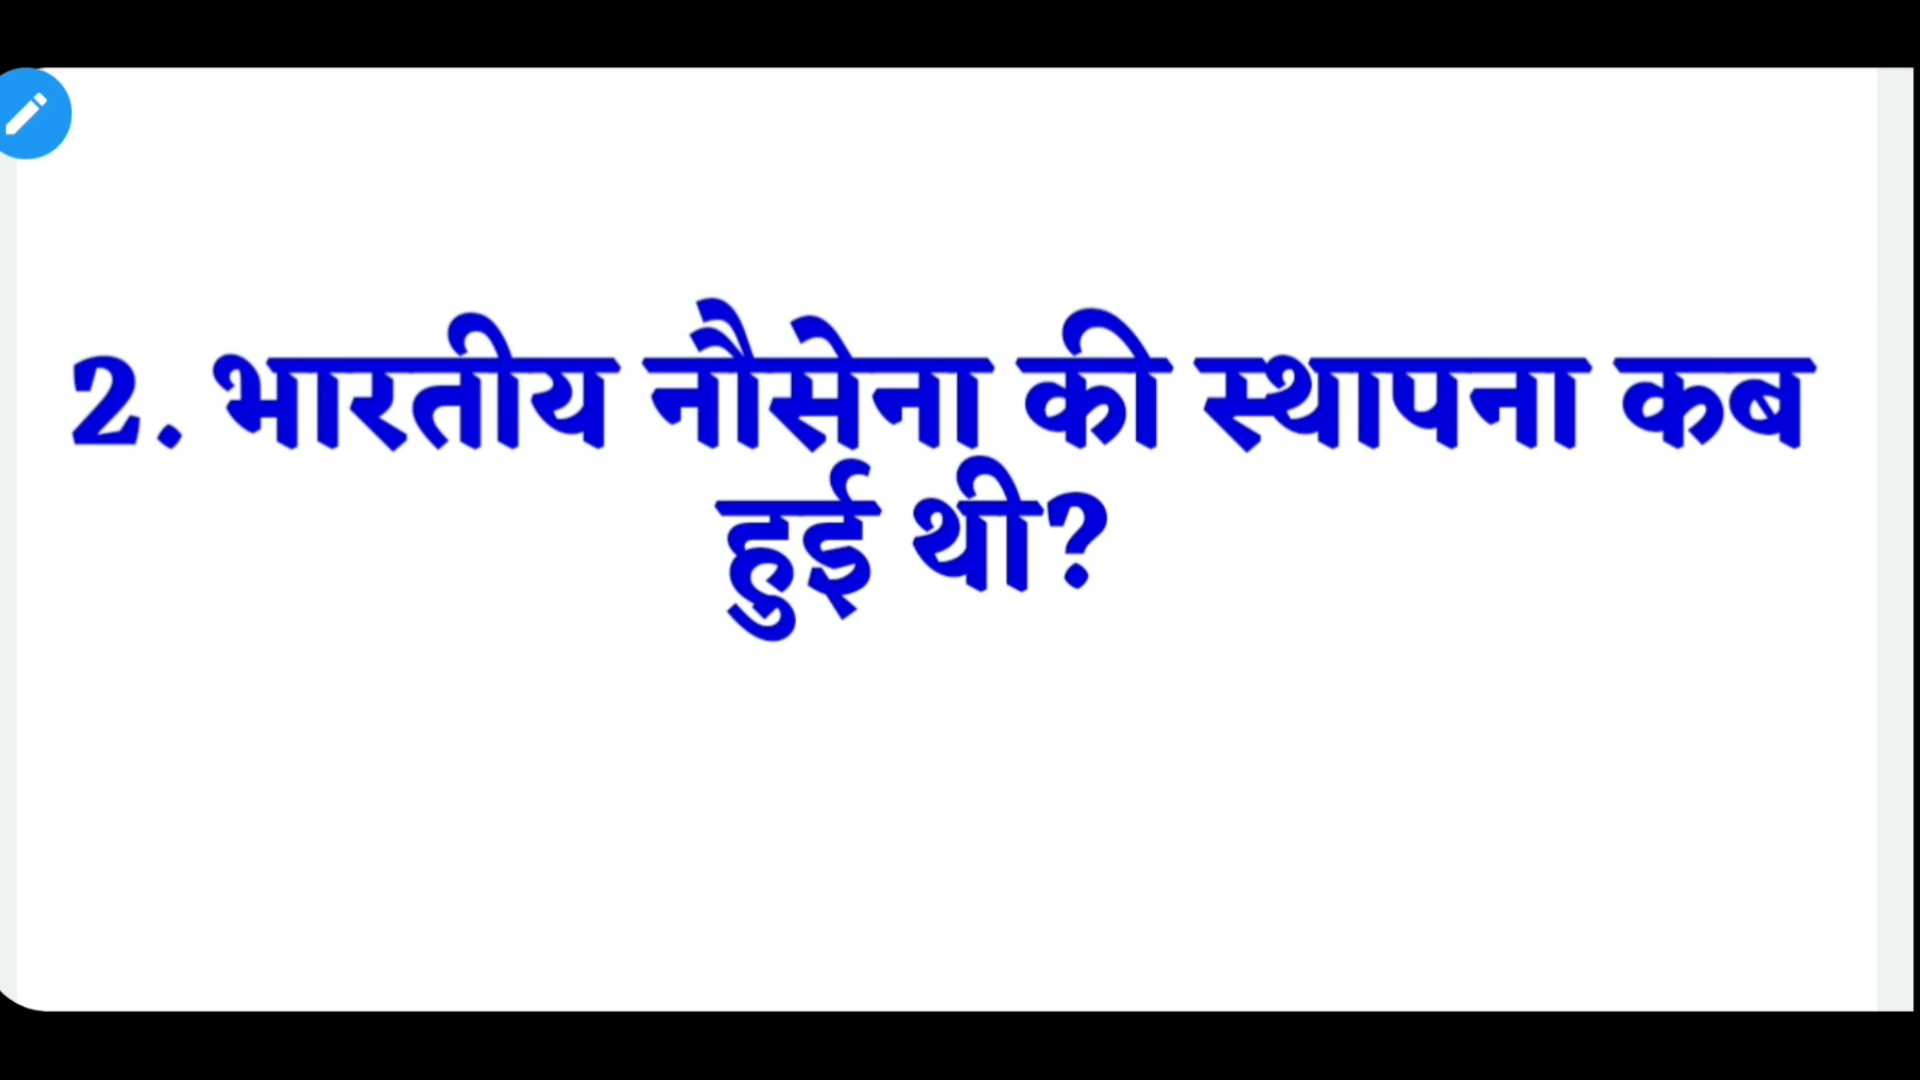 2. भारतीय नौसेना की स्थापना कब
हुई थी?